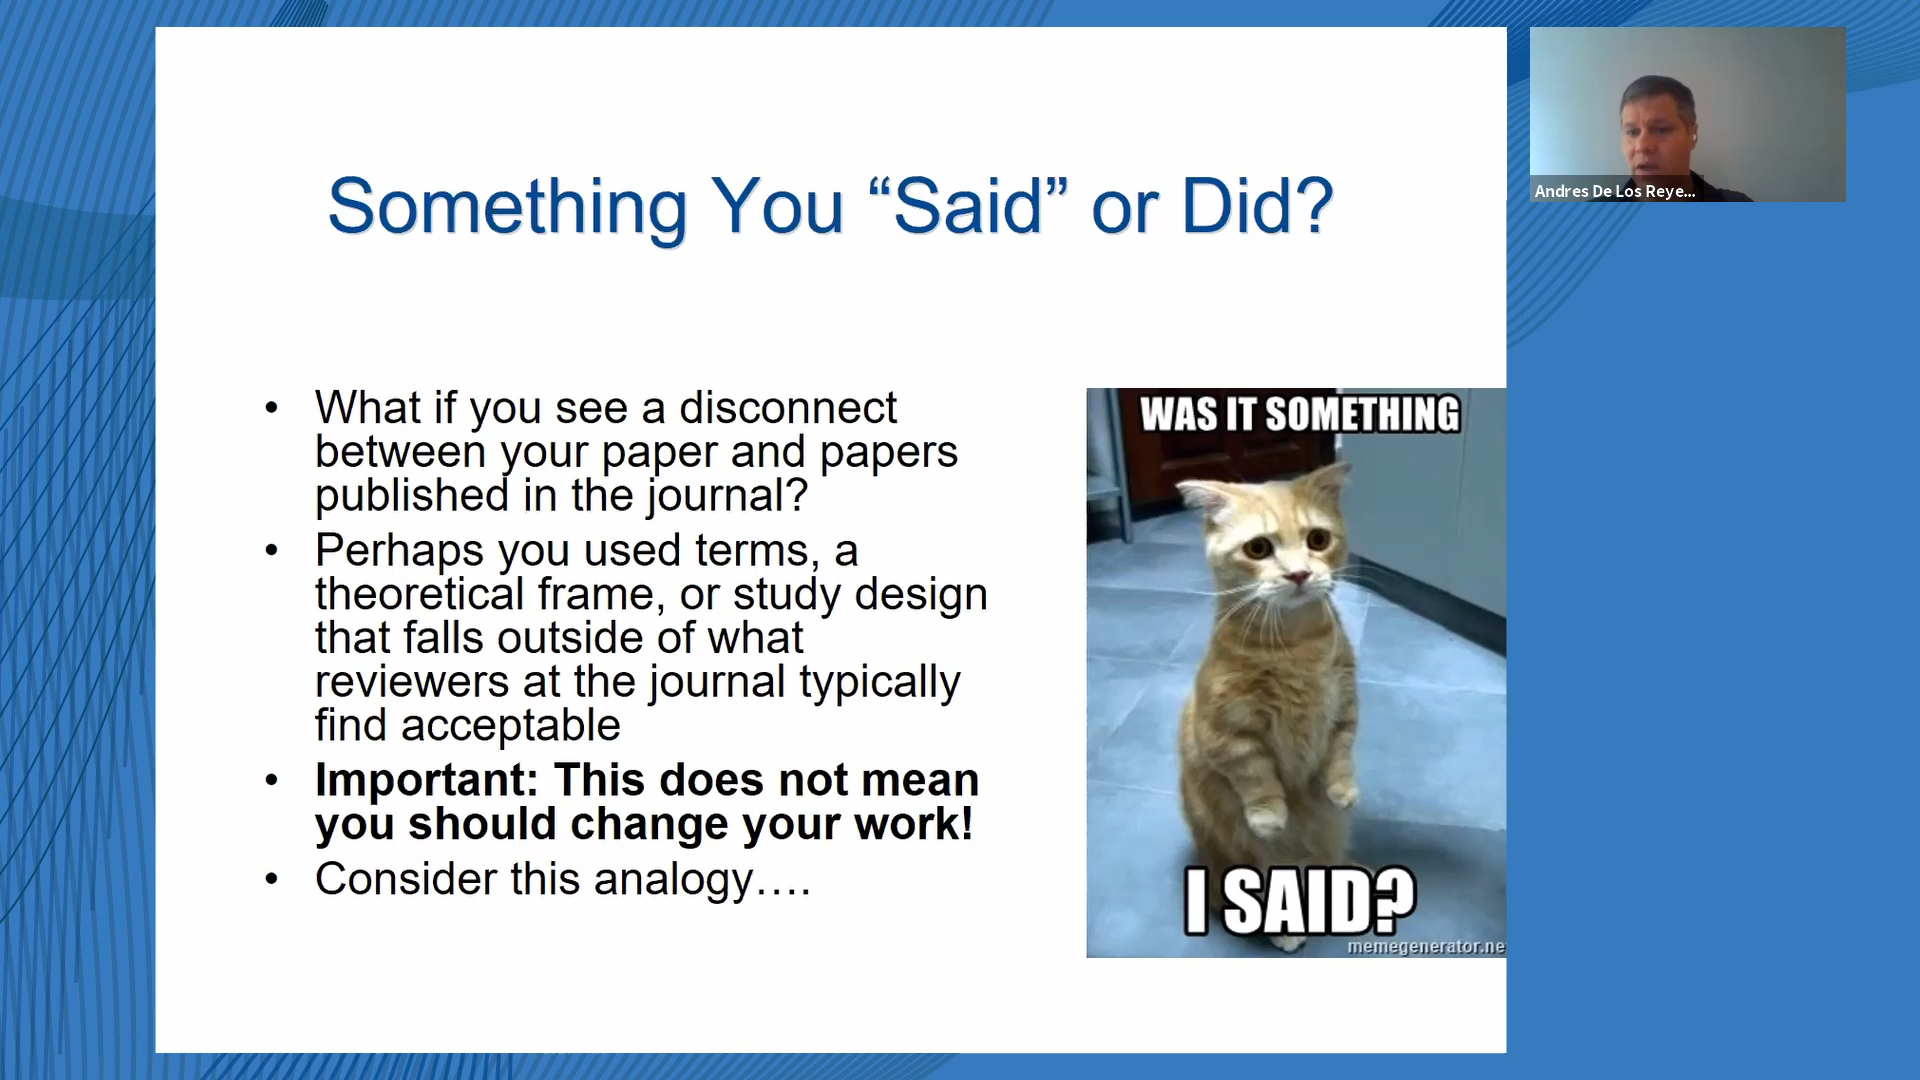 Something You “Said” or Did?
• What if you see a disconnect
between your paper and papers
published in the journal?
• Perhaps you used terms, a
theoretical frame, or study design
that falls outside of what
reviewers at the journal typically
find acceptable
• Important: This does not mean
you should change your work!
• Consider this analogy….
WAS IT SOMETHING
I SAID?
memegenerator.ne
Andres De Los Reye...